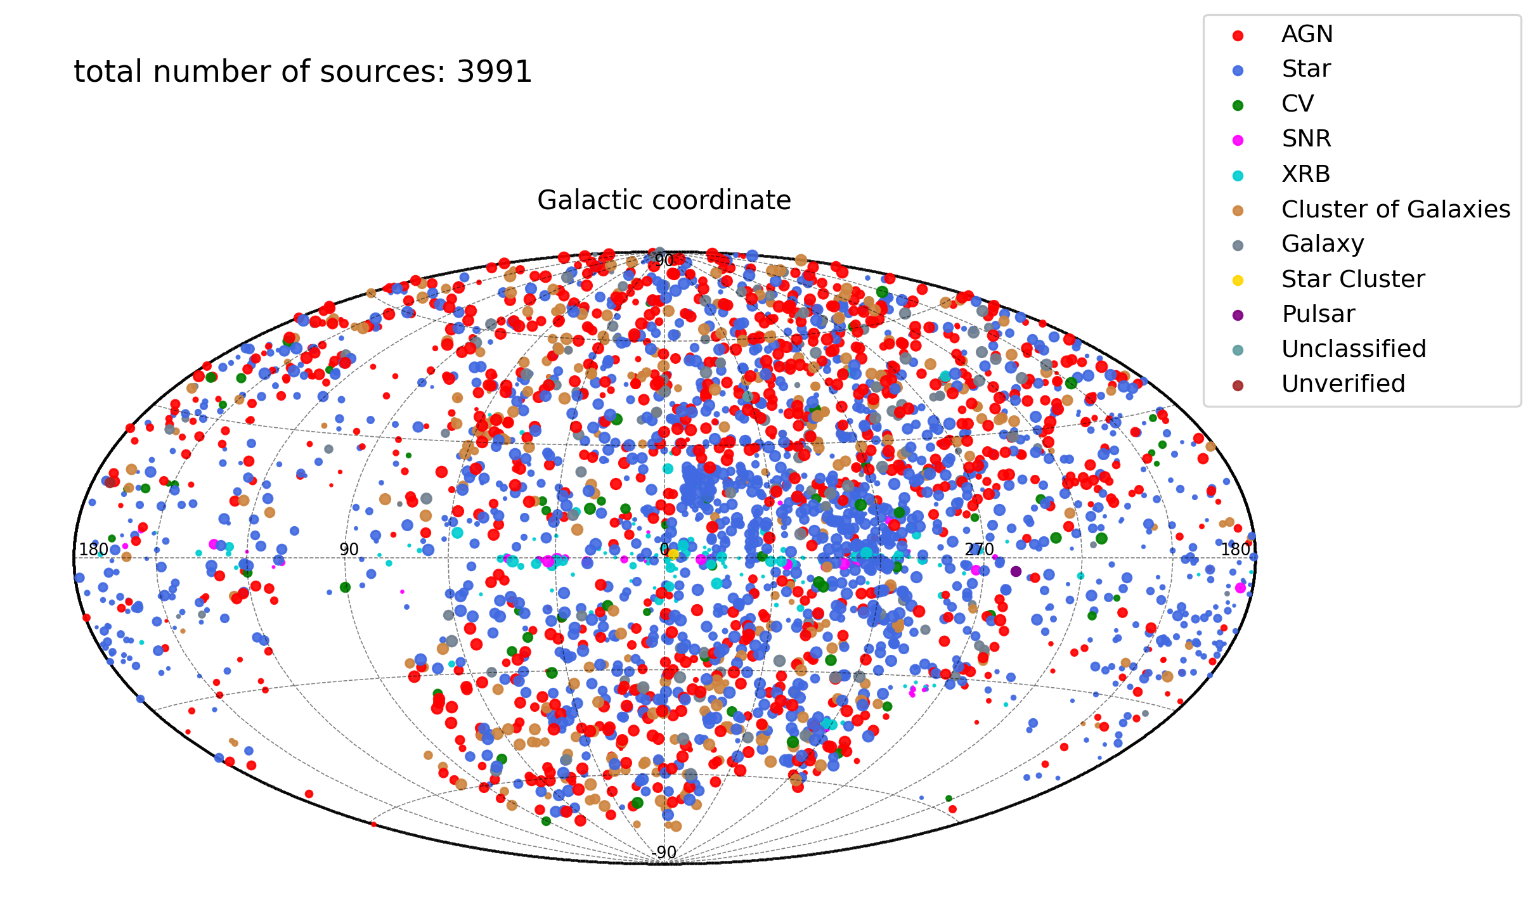 AGN
total number of sources: 3991
Star
CV
SNR
XRB
Galactic coordinate
Cluster of Galaxies
Galaxy
90
Star Cluster
Pulsar
Unclassified
Unverified
180
90
0
270
180
-90